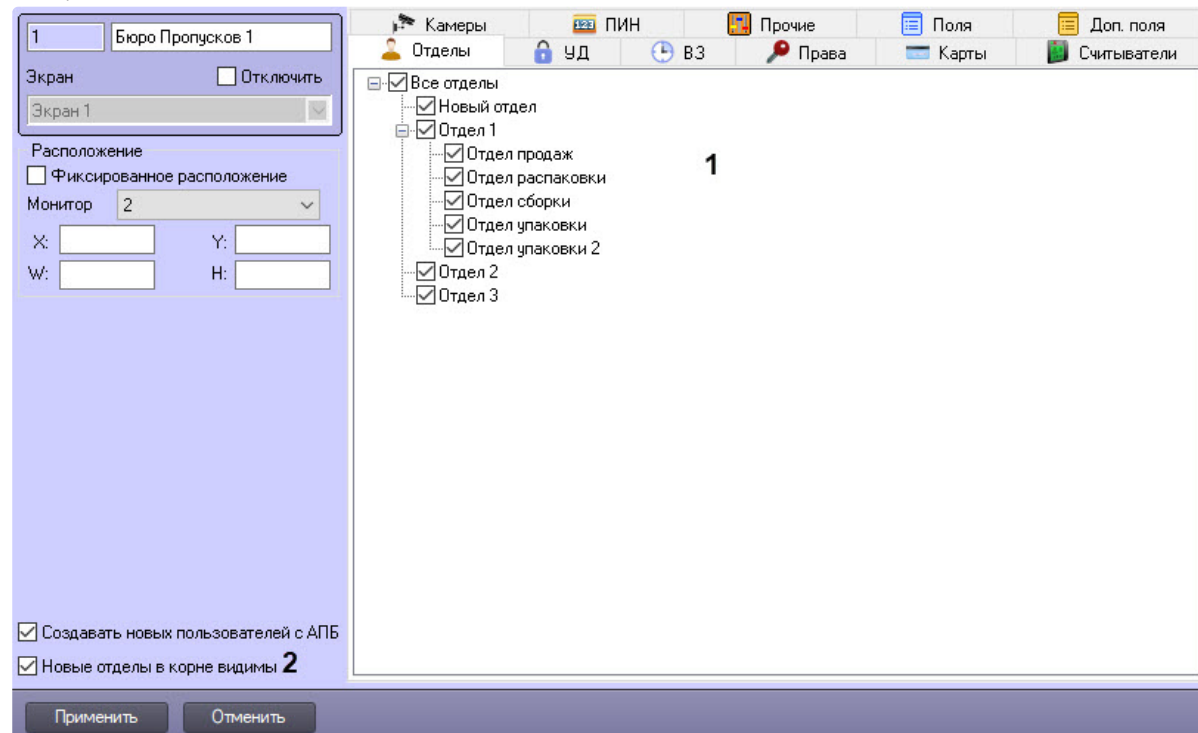 1 Бюро Пропусков 1
Экран Отключить
Экран 1
Расположение
Фиксированное расположение
Монитор 2
X: Y:
W: H:
Создавать новых пользователей с АПБ
Новые отделы в корне видимы 2
Камеры ПИН Прочие Поля Доп. поля
Отделы УД ВЗ Права Карты Считыватели
Все отделы
Новый отдел
Отдел 1
Отдел продаж
1
Отдел распаковки
Отдел сборки
Отдел упаковки
Отдел упаковки 2
Отдел 2
Отдел 3
Применить Отменить